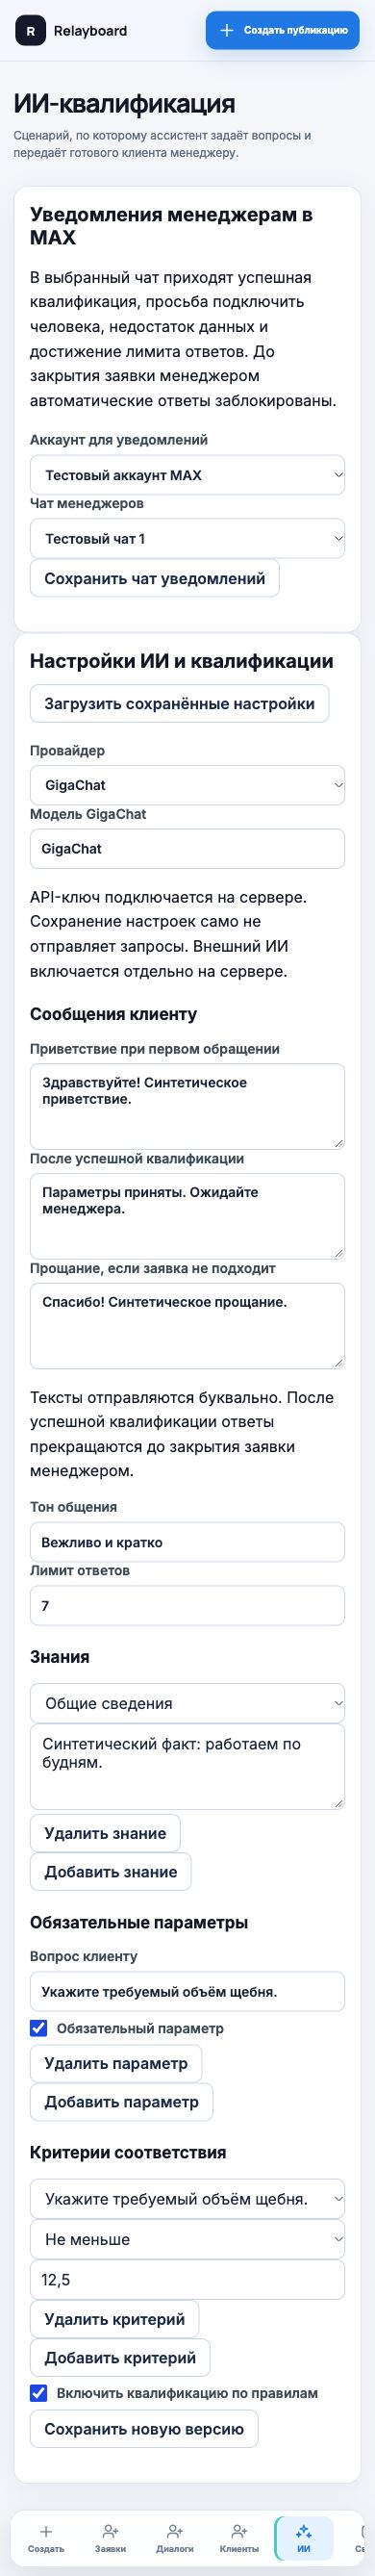 R Relayboard
Создать публикацию
ИИ-квалификация
Сценарий, по которому ассистент задаёт вопросы и
передаёт готового клиента менеджеру.
Уведомления менеджерам в
MAX
В выбранный чат приходят успешная
квалификация, просьба подключить
человека, недостаток данных и
достижение лимита ответов. До
закрытия заявки менеджером
автоматические ответы заблокированы.
Аккаунт для уведомлений
Тестовый аккаунт MAX
Чат менеджеров
Тестовый чат 1
Сохранить чат уведомлений
Настройки ИИ и квалификации
Загрузить сохранённые настройки
Провайдер
GigaChat
Модель GigaChat
GigaChat
API-ключ подключается на сервере.
Сохранение настроек само не
отправляет запросы. Внешний ИИ
включается отдельно на сервере.
Сообщения клиенту
Приветствие при первом обращении
Здравствуйте! Синтетическое
приветствие.
После успешной квалификации
Параметры приняты. Ожидайте
менеджера.
Прощание, если заявка не подходит
Спасибо! Синтетическое прощание.
Тексты отправляются буквально. После
успешной квалификации ответы
прекращаются до закрытия заявки
менеджером.
Тон общения
Вежливо и кратко
Лимит ответов
7
Знания
Общие сведения
Синтетический факт: работаем по
будням.
Удалить знание
Добавить знание
Обязательные параметры
Вопрос клиенту
Укажите требуемый объём щебня.
Обязательный параметр
Удалить параметр
Добавить параметр
Критерии соответствия
Укажите требуемый объём щебня.
Не меньше
12,5
Удалить критерий
Добавить критерий
Включить квалификацию по правилам
Сохранить новую версию
Создать Заявки Диалоги Клиенты ИИ